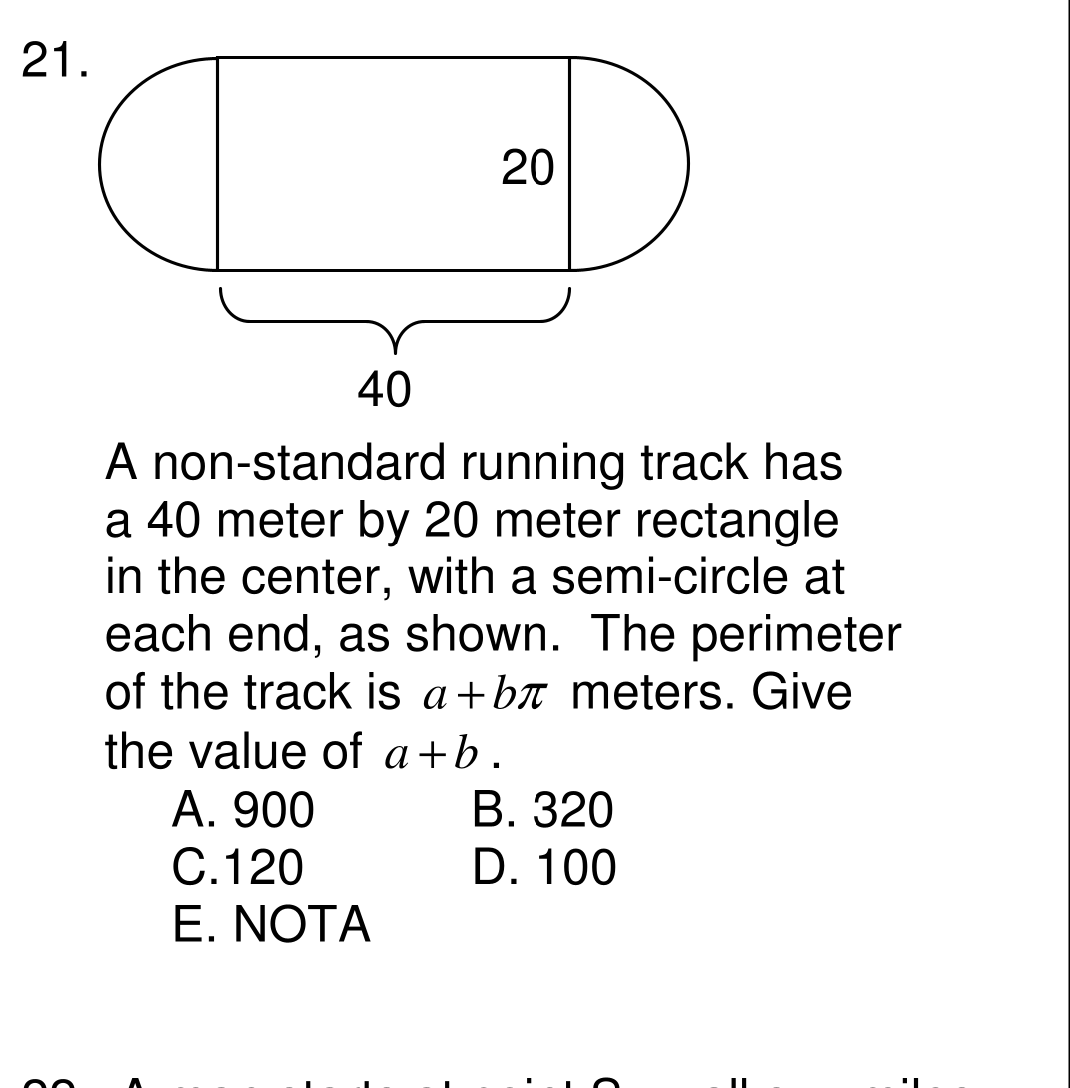 21.
20
40
A non-standard running track has
a 40 meter by 20 meter rectangle
in the center, with a semi-circle at
each end, as shown.  The perimeter
of the track is a+bπ meters. Give
the value of a+b .
A. 900 B. 320
C.120 D. 100
E. NOTA